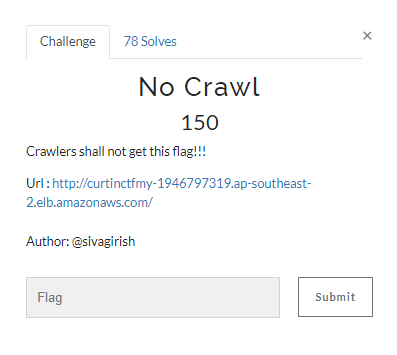 Challenge
78 Solves
×
No Crawl
150
Crawlers shall not get this flag!!!
Url : http://curtinctfmy-1946797319.ap-southeast-
2.elb.amazonaws.com/
Author: @sivagirish
Flag
Submit